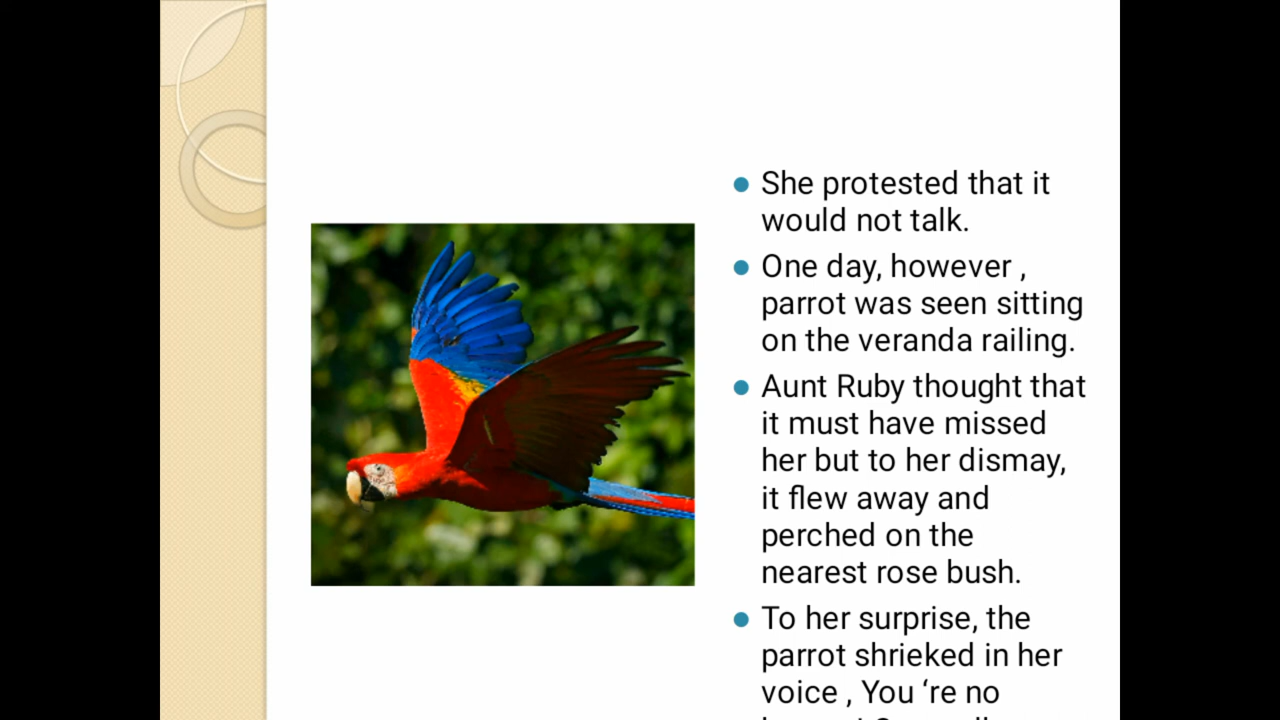 She protested that it
would not talk.
One day, however ,
parrot was seen sitting
on the veranda railing.
Aunt Ruby thought that
it must have missed
her but to her dismay,
it flew away and
perched on the
nearest rose bush.
To her surprise, the
parrot shrieked in her
voice , You ‘re no